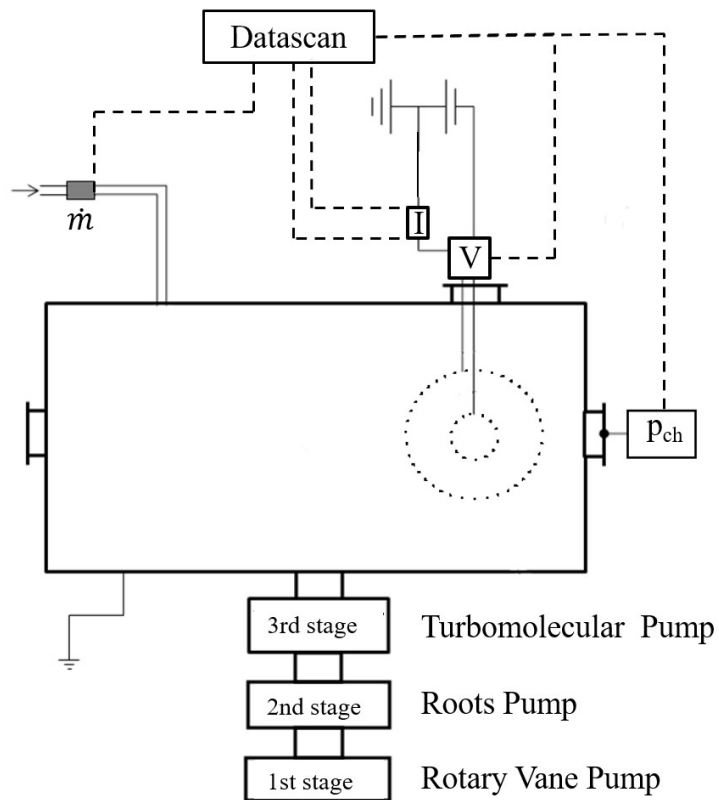 Datascan
ṁ
I
V
pch
3rd stage
Turbomolecular Pump
2nd stage
Roots Pump
1st stage
Rotary Vane Pump